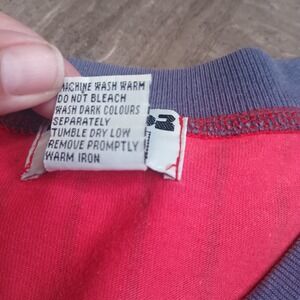 MACHINE WASH WARM
DO NOT BLEACH
WASH DARK COLOURS
SEPARATELY
TUMBLE DRY LOW
REMOVE PROMPTLY
WARM IRON